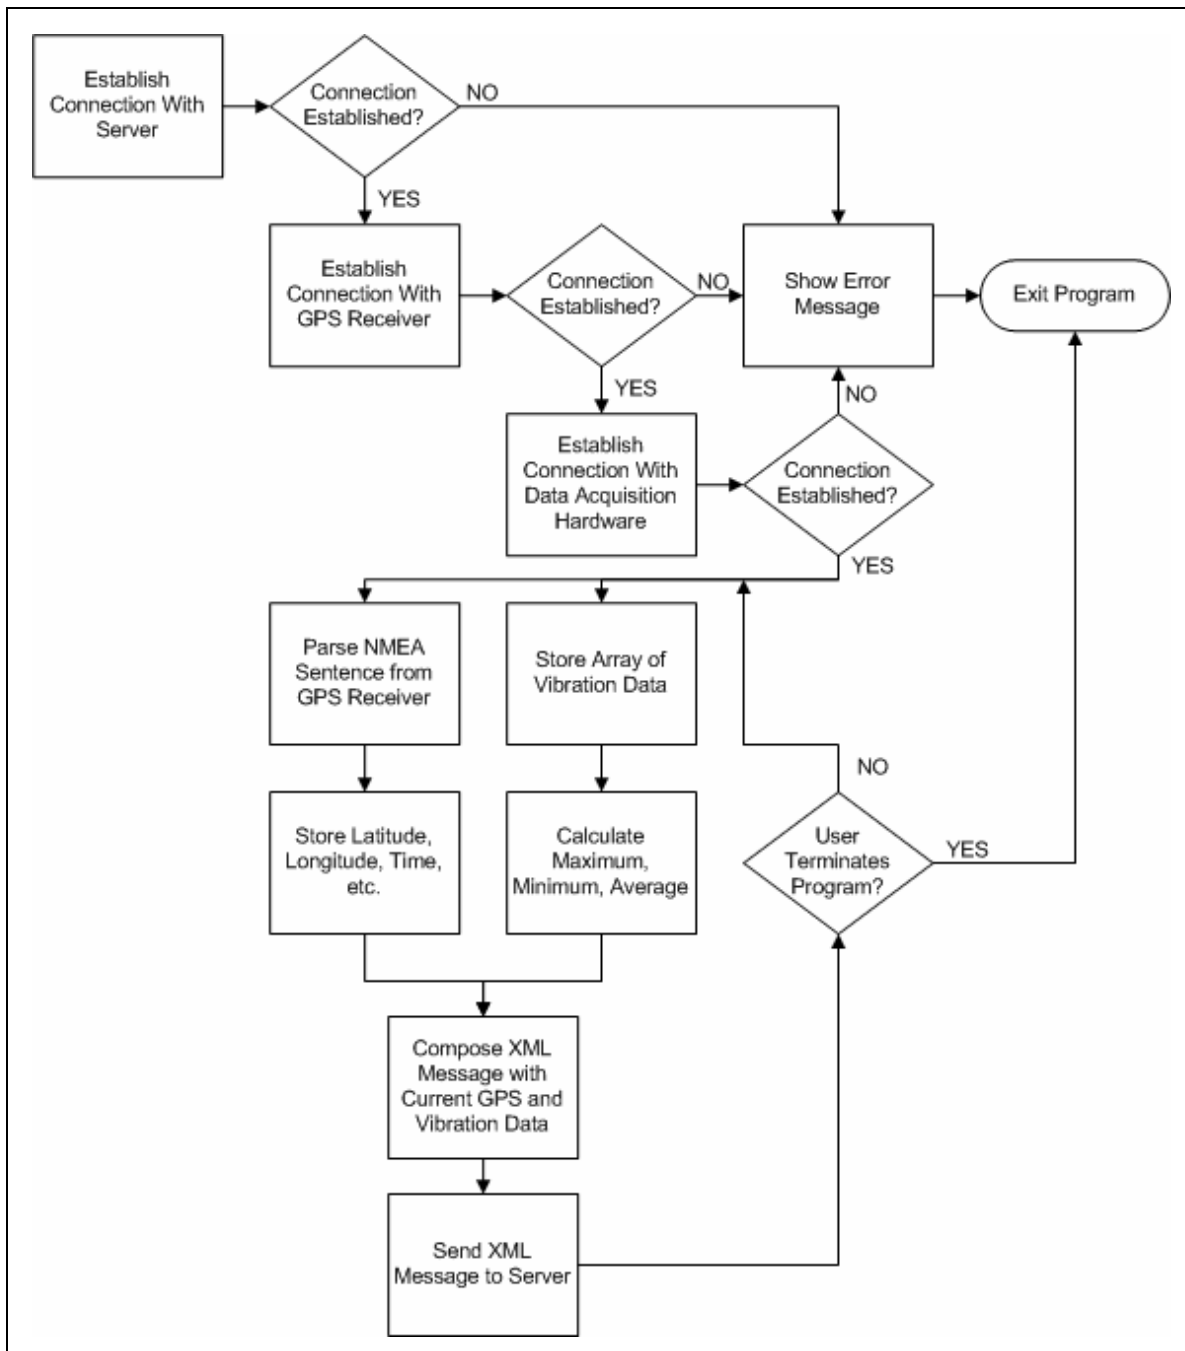 Establish
Connection With
Server
Connection
Established?
NO
YES
Establish
Connection With
GPS Receiver
Connection
Established?
NO
Show Error
Message
Exit Program
YES
NO
Establish
Connection With
Data Acquisition
Hardware
Connection
Established?
YES
Parse NMEA
Sentence from
GPS Receiver
Store Array of
Vibration Data
NO
Store Latitude,
Longitude, Time,
etc.
Calculate
Maximum,
Minimum, Average
User
Terminates
Program?
YES
Compose XML
Message with
Current GPS and
Vibration Data
Send XML
Message to Server